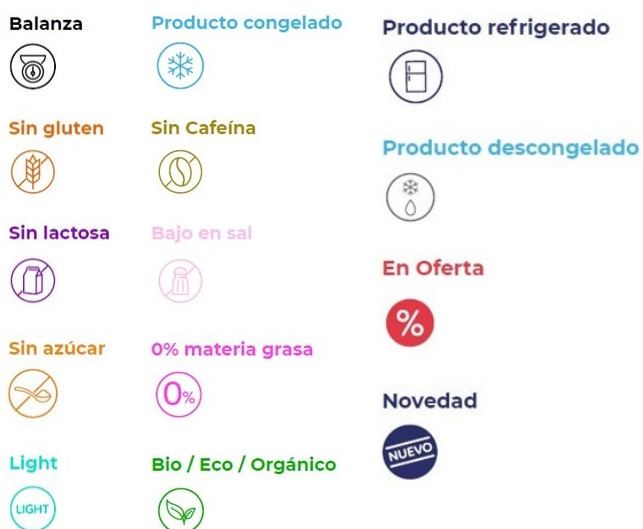 Balanza
Producto congelado
Producto refrigerado
Sin gluten
Sin Cafeína
Producto descongelado
Sin lactosa
Bajo en sal
En Oferta
%
Sin azúcar
0% materia grasa
0%
Novedad
NUEVO
Light
LIGHT
Bio / Eco / Orgánico